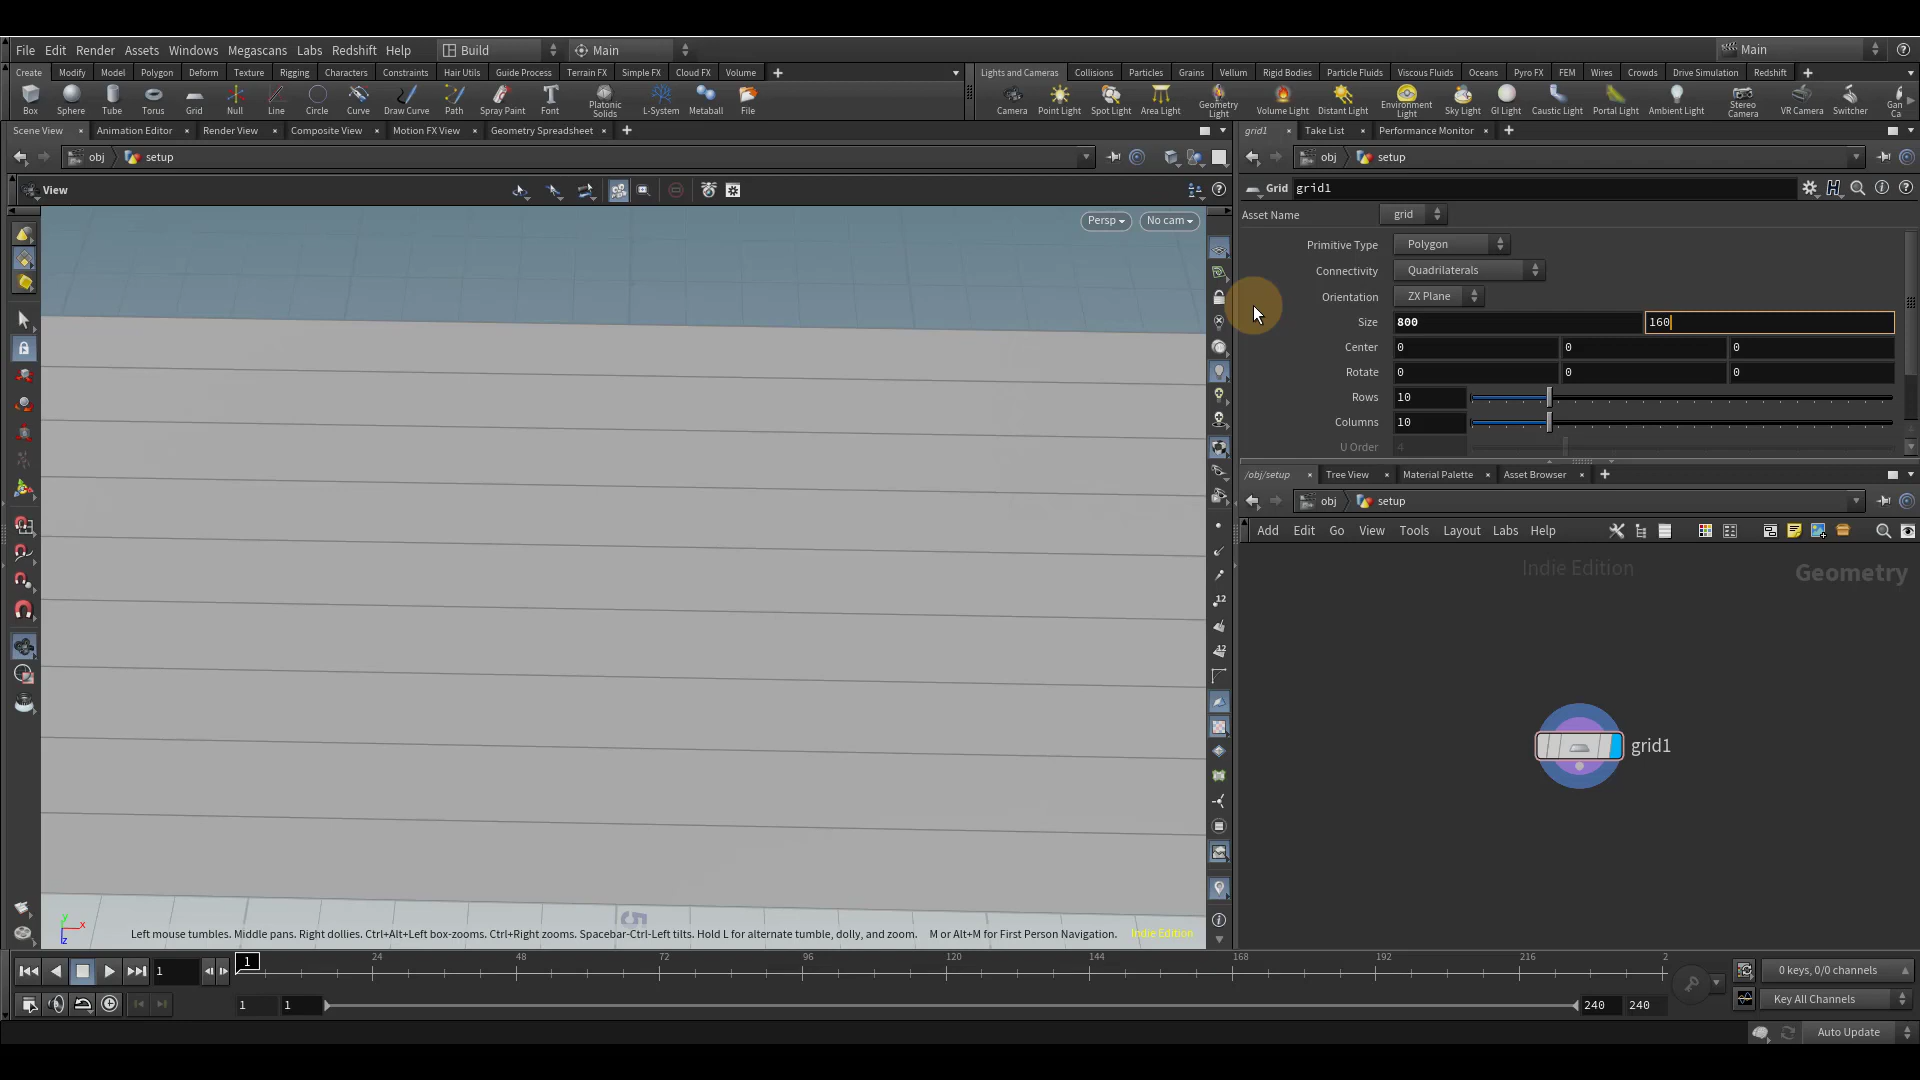 File Edit Render Assets Windows Megascans Labs Redshift Help Build Main Main
Create Modify Model Polygon Deform Texture Rigging Characters Constraints Hair Utils Guide Process Terrain FX Simple FX Cloud FX Volume
Lights and Cameras Collisions Particles Grains Vellum Rigid Bodies Particle Fluids Viscous Fluids Oceans Pyro FX FEM Wires Crowds Drive Simulation Redshift
Box Sphere Tube Torus Grid Null Line Circle Curve Draw Curve Path Spray Paint Font Platonic Solids L-System Metaball File
Camera Point Light Spot Light Area Light Geometry Light Volume Light Distant Light Environment Light Sky Light GI Light Caustic Light Portal Light Ambient Light Stereo Camera VR Camera Switcher Gan Ca
Scene View Animation Editor Render View Composite View Motion FX View Geometry Spreadsheet
grid1 Take List Performance Monitor
obj setup
obj setup
View
Grid grid1
Persp No cam
Asset Name grid
Primitive Type Polygon
Connectivity Quadrilaterals
Orientation ZX Plane
Size 800 160
Center 0 0 0
Rotate 0 0 0
Rows 10
Columns 10
U Order 4
/obj/setup Tree View Material Palette Asset Browser
obj setup
Add Edit Go View Tools Layout Labs Help
Indie Edition Geometry
12
12
grid1
5
y x z
Left mouse tumbles. Middle pans. Right dollies. Ctrl+Alt+Left box-zooms. Ctrl+Right zooms. Spacebar-Ctrl-Left tilts. Hold L for alternate tumble, dolly, and zoom. M or Alt+M for First Person Navigation. Indie Edition
1 1 24 48 72 96 120 144 168 192 216 2
0 keys, 0/0 channels
1 1 240 240
Key All Channels
Auto Update